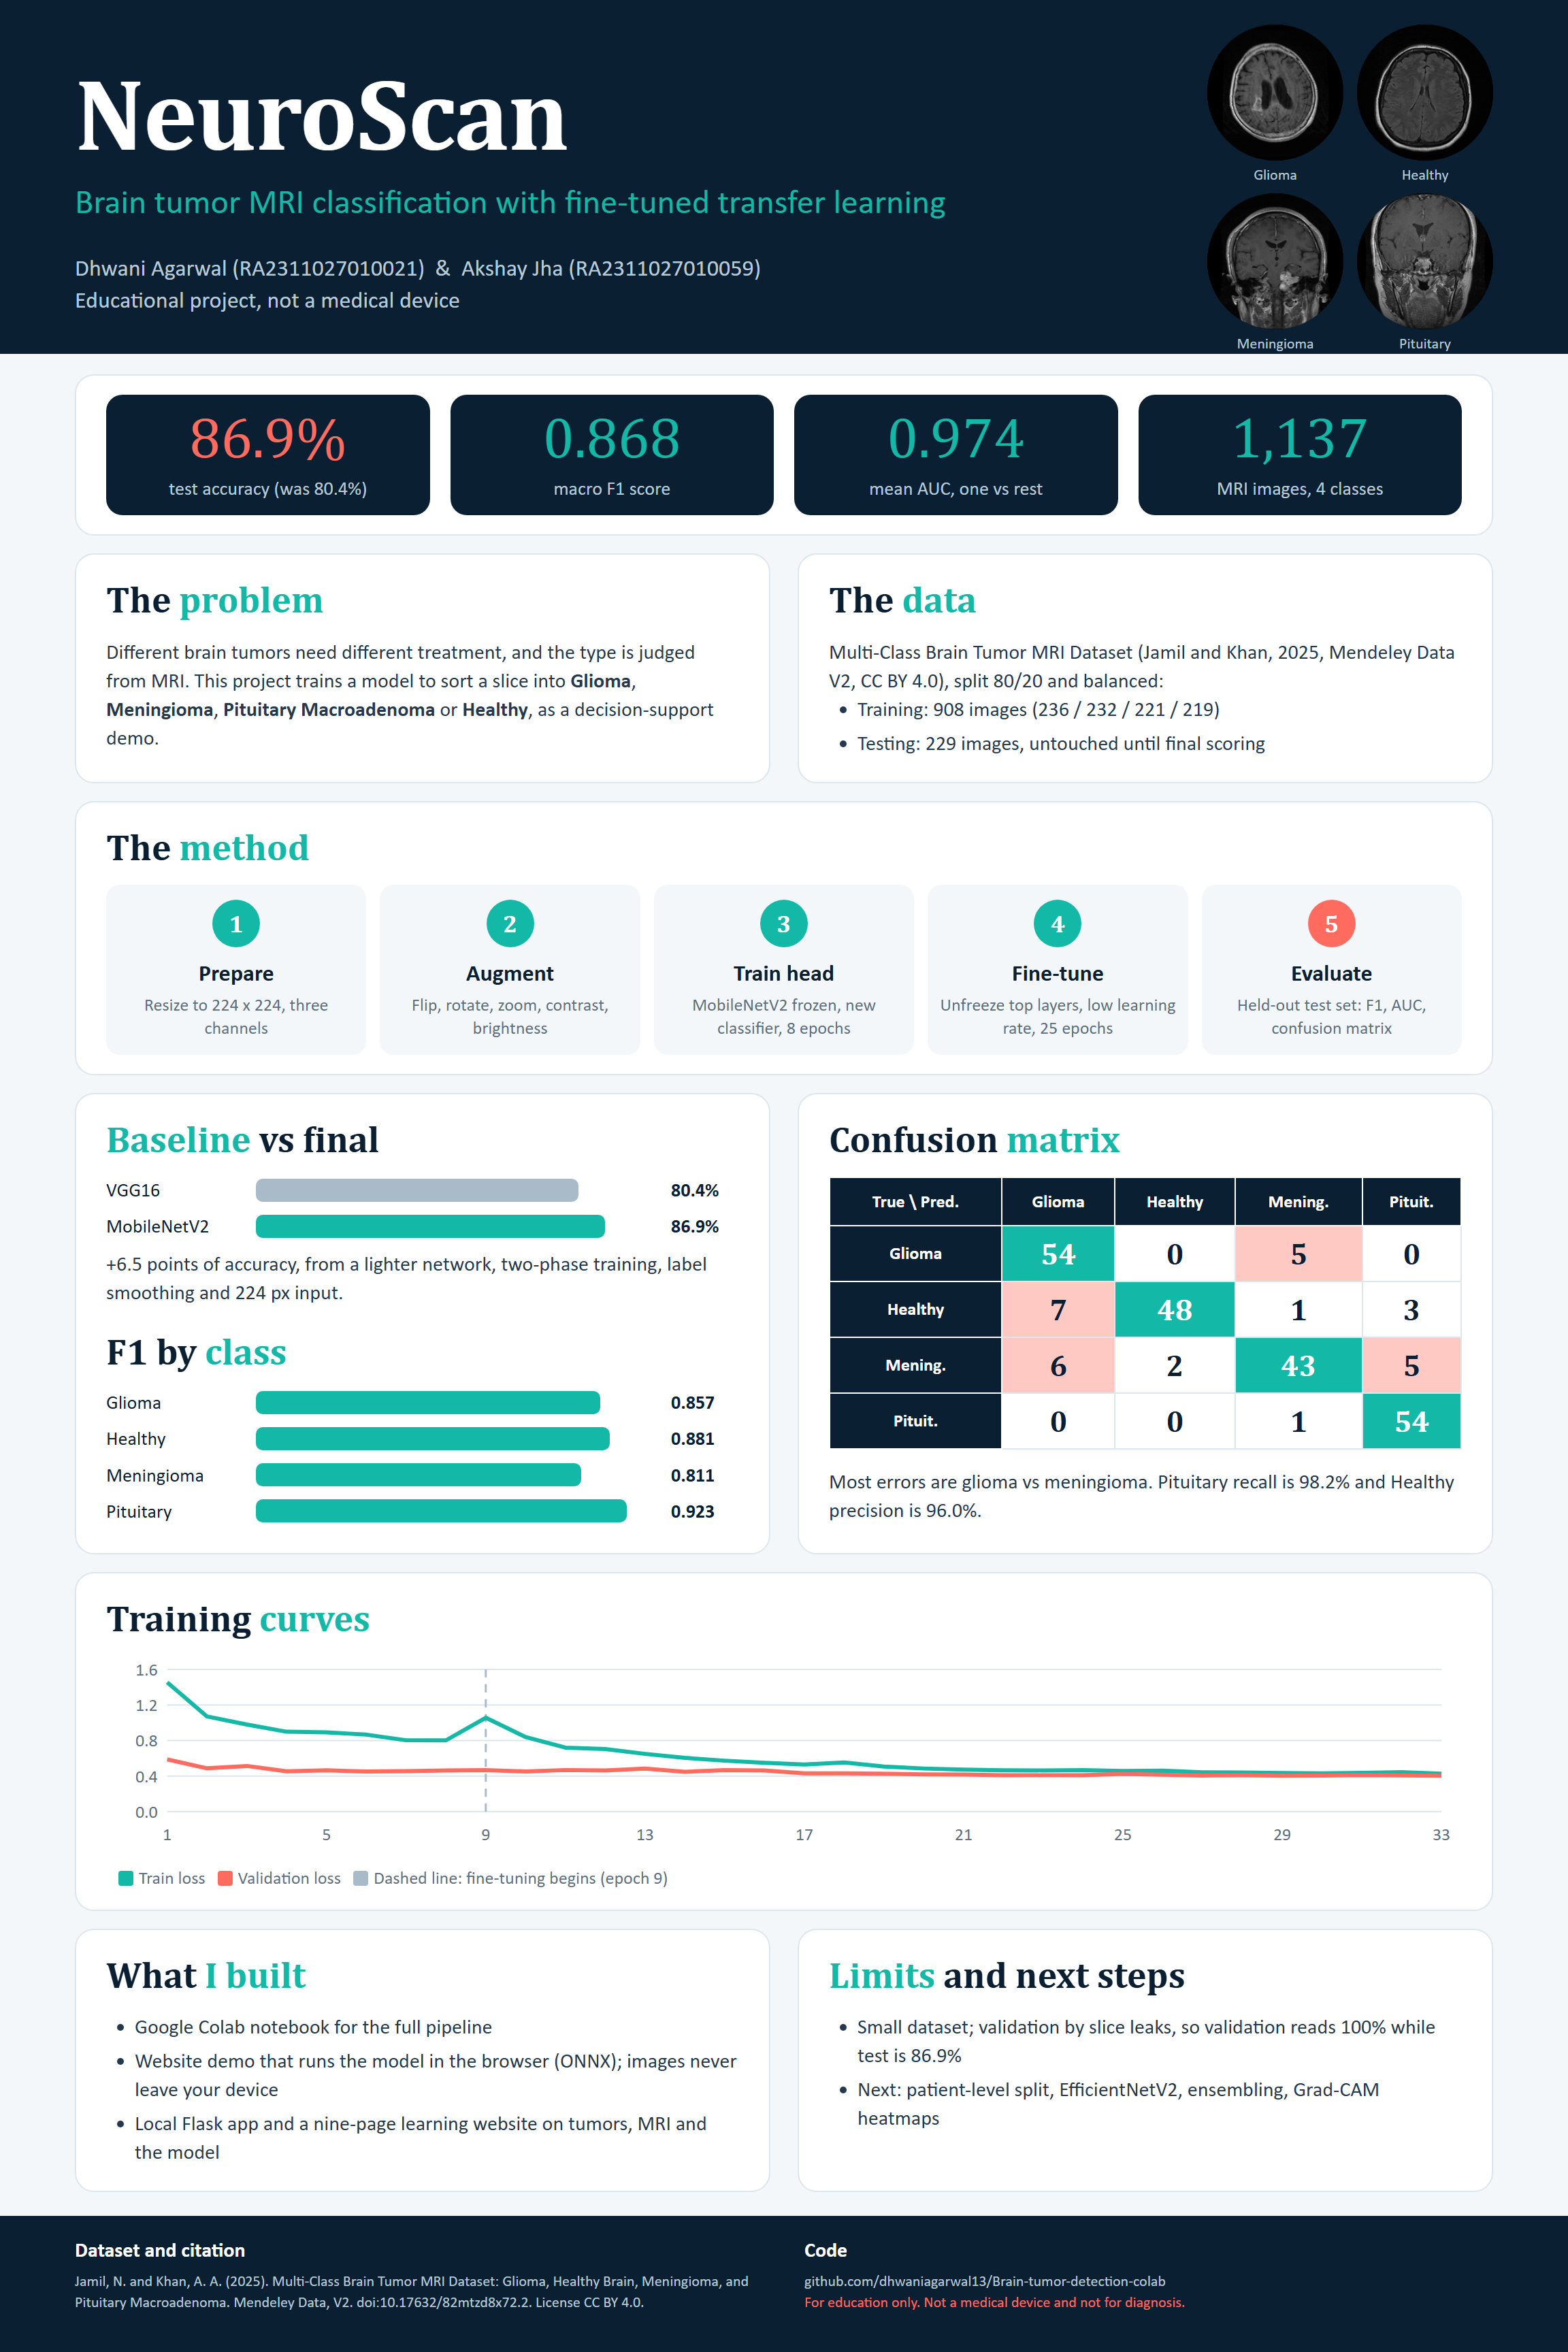 NeuroScan
Brain tumor MRI classification with fine-tuned transfer learning
Dhwani Agarwal (RA2311027010021) & Akshay Jha (RA2311027010059)
Educational project, not a medical device
Glioma
Healthy
Meningioma
Pituitary
86.9%
test accuracy (was 80.4%)
0.868
macro F1 score
0.974
mean AUC, one vs rest
1,137
MRI images, 4 classes
The problem
Different brain tumors need different treatment, and the type is judged
from MRI. This project trains a model to sort a slice into Glioma,
Meningioma, Pituitary Macroadenoma or Healthy, as a decision-support
demo.
The data
Multi-Class Brain Tumor MRI Dataset (Jamil and Khan, 2025, Mendeley Data
V2, CC BY 4.0), split 80/20 and balanced:
• Training: 908 images (236 / 232 / 221 / 219)
• Testing: 229 images, untouched until final scoring
The method
1
Prepare
Resize to 224 x 224, three
channels
2
Augment
Flip, rotate, zoom, contrast,
brightness
3
Train head
MobileNetV2 frozen, new
classifier, 8 epochs
4
Fine-tune
Unfreeze top layers, low learning
rate, 25 epochs
5
Evaluate
Held-out test set: F1, AUC,
confusion matrix
Baseline vs final
VGG16 80.4%
MobileNetV2 86.9%
+6.5 points of accuracy, from a lighter network, two-phase training, label
smoothing and 224 px input.
F1 by class
Glioma 0.857
Healthy 0.881
Meningioma 0.811
Pituitary 0.923
Confusion matrix
True \ Pred. Glioma Healthy Mening. Pituit.
Glioma 54 0 5 0
Healthy 7 48 1 3
Mening. 6 2 43 5
Pituit. 0 0 1 54
Most errors are glioma vs meningioma. Pituitary recall is 98.2% and Healthy
precision is 96.0%.
Training curves
1.6
1.2
0.8
0.4
0.0
1 5 9 13 17 21 25 29 33
Train loss Validation loss Dashed line: fine-tuning begins (epoch 9)
What I built
• Google Colab notebook for the full pipeline
• Website demo that runs the model in the browser (ONNX); images never
leave your device
• Local Flask app and a nine-page learning website on tumors, MRI and
the model
Limits and next steps
• Small dataset; validation by slice leaks, so validation reads 100% while
test is 86.9%
• Next: patient-level split, EfficientNetV2, ensembling, Grad-CAM
heatmaps
Dataset and citation
Jamil, N. and Khan, A. A. (2025). Multi-Class Brain Tumor MRI Dataset: Glioma, Healthy Brain, Meningioma, and
Pituitary Macroadenoma. Mendeley Data, V2. doi:10.17632/82mtzd8x72.2. License CC BY 4.0.
Code
github.com/dhwaniagarwal13/Brain-tumor-detection-colab
For education only. Not a medical device and not for diagnosis.